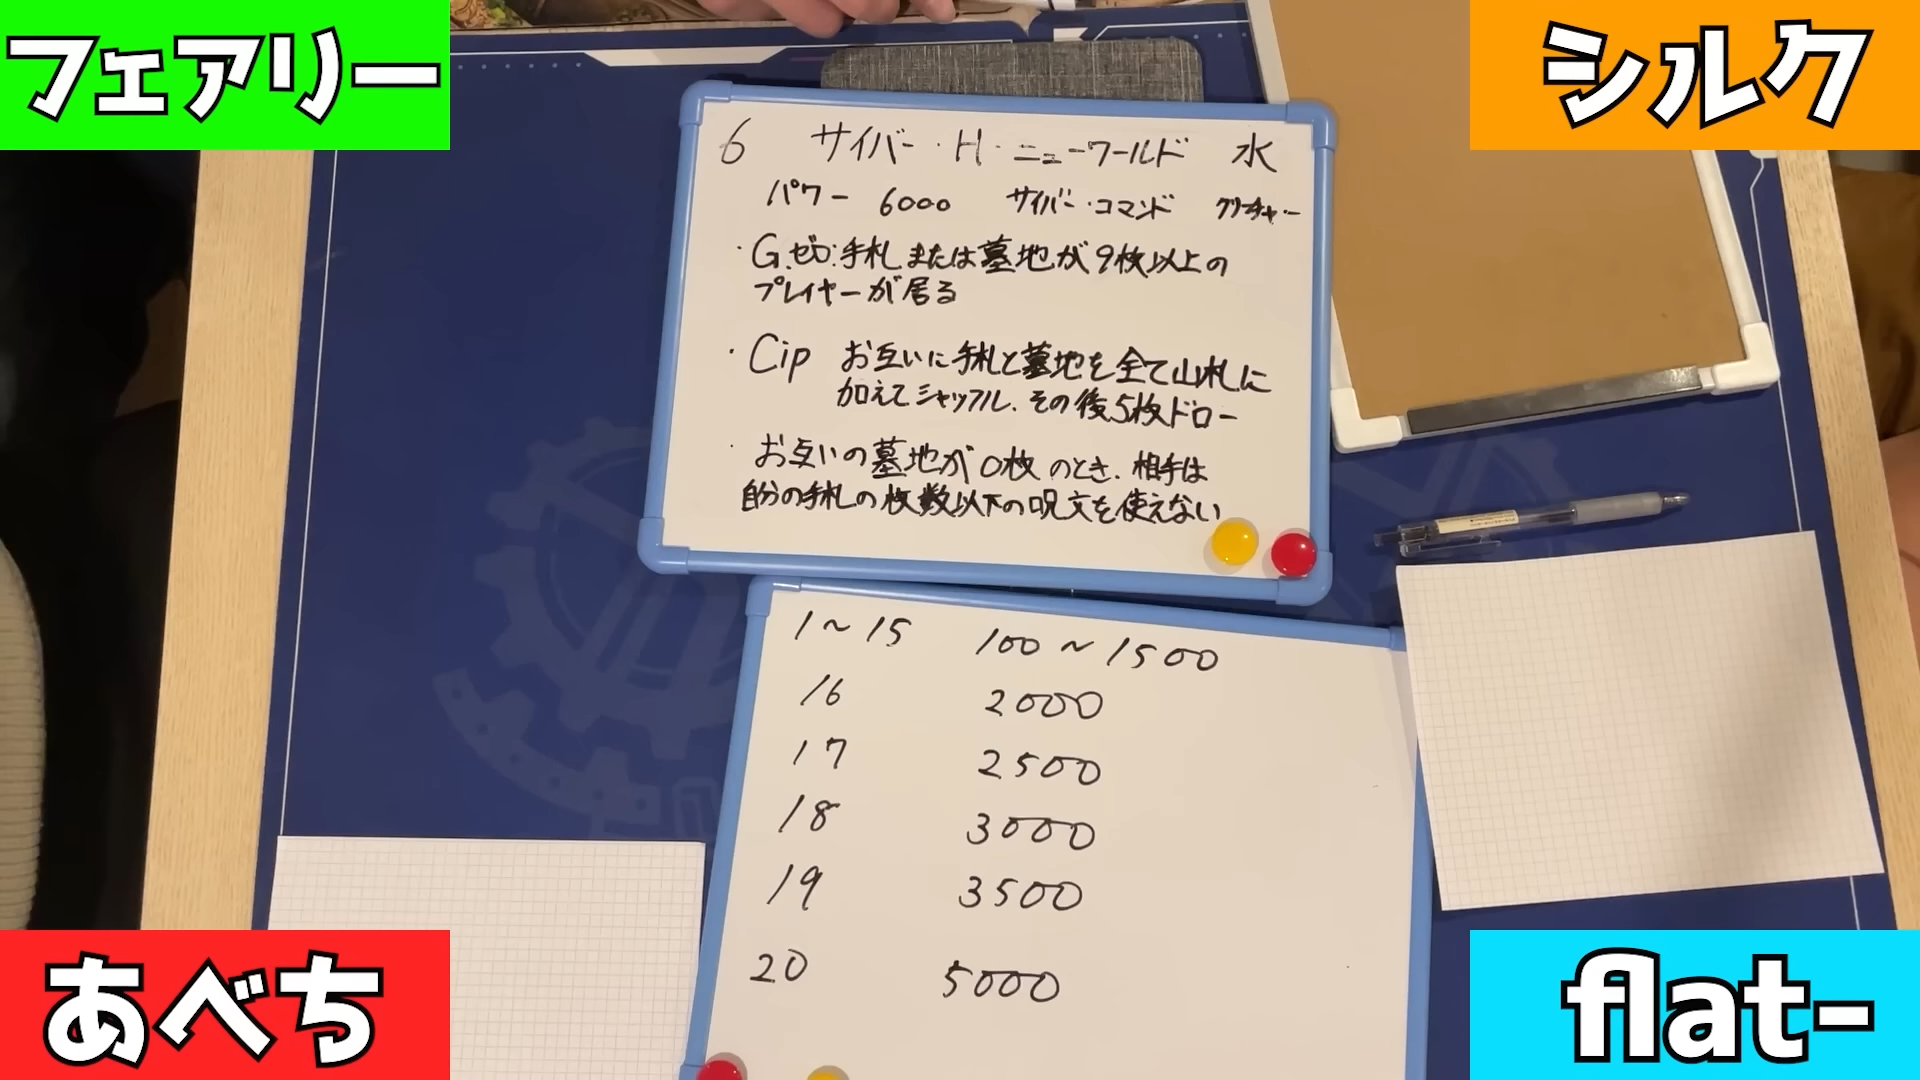 フェアリー
シルク
6 サイバー・H・ニューワールド 水
パワー 6000 サイバー・コマンド クリーチャー
・G・ゼロ:手札または墓地が9枚以上の
プレイヤーが居る
・Cip お互いに手札と墓地を全て山札に
加えてシャッフル、その後5枚ドロー
・お互いの墓地が0枚のとき、相手は
自分の手札の枚数以下の呪文を使えない
1~15 100~1500
16 2000
17 2500
18 3000
19 3500
20 5000
あべち
flat-